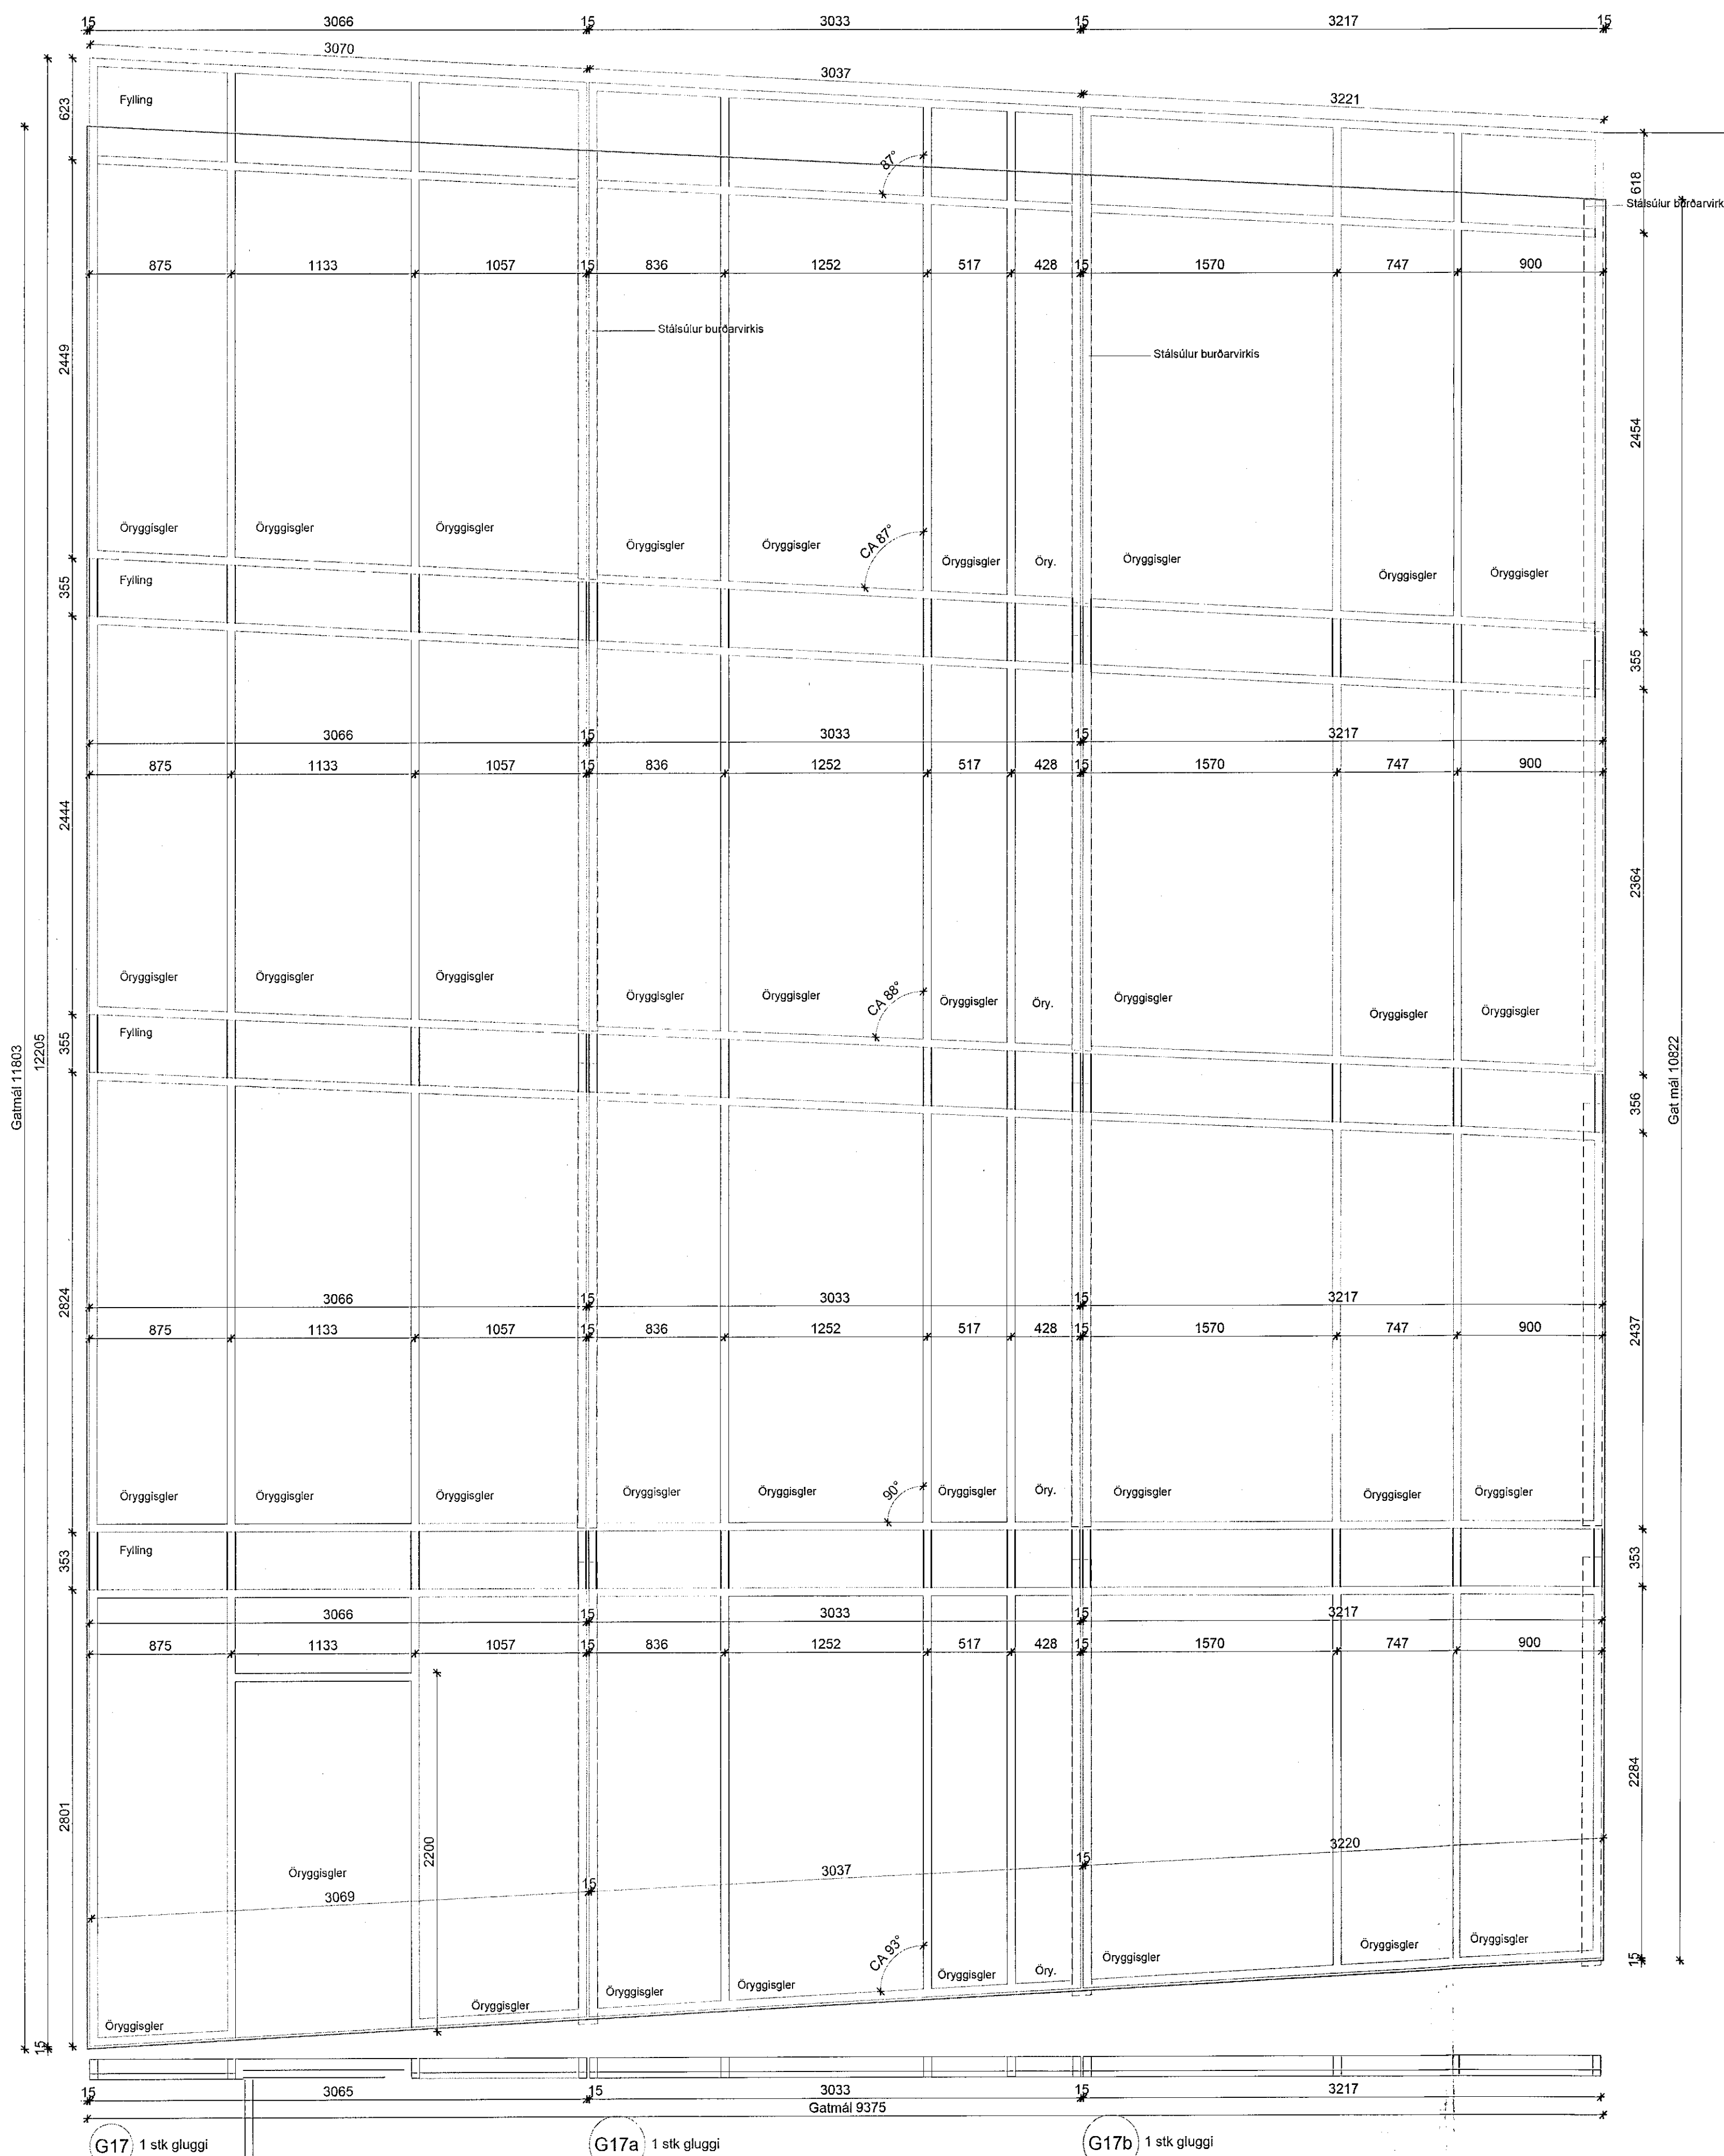 15 3066 15 3033 15 3217 15
3070 3037 3221
623 Fylling
87°
618
Stálsúlur burðarvirk
875 1133 1057 15 836 1252 517 428 15 1570 747 900
Stálsúlur burðarvirkis
Stálsúlur burðarvirkis
2449
2454
Öryggisgler Öryggisgler Öryggisgler Öryggisgler Öryggisgler CA 87° Öryggisgler Öry. Öryggisgler Öryggisgler Öryggisgler
355 Fylling
355
3066 15 3033 15 3217
875 1133 1057 15 836 1252 517 428 15 1570 747 900
2444
2364
Öryggisgler Öryggisgler Öryggisgler Öryggisgler Öryggisgler CA 88° Öryggisgler Öry. Öryggisgler Öryggisgler Öryggisgler
Gatmál 11803
12205
355 Fylling
356
Gat mál 10822
2824
3066 15 3033 15 3217
875 1133 1057 15 836 1252 517 428 15 1570 747 900
2437
Öryggisgler Öryggisgler Öryggisgler Öryggisgler Öryggisgler 90° Öryggisgler Öry. Öryggisgler Öryggisgler Öryggisgler
353 Fylling
353
3066 15 3033 15 3217
875 1133 1057 15 836 1252 517 428 15 1570 747 900
2801
2200
2284
Öryggisgler
3069 15 3037 15 3220
CA 93°
Öryggisgler Öryggisgler Öryggisgler Öryggisgler Öryggisgler Öry. Öryggisgler Öryggisgler Öryggisgler
15
15
15 3065 15 3033 15 3217
Gatmál 9375
G17 1 stk gluggi
G17a 1 stk gluggi
G17b 1 stk gluggi